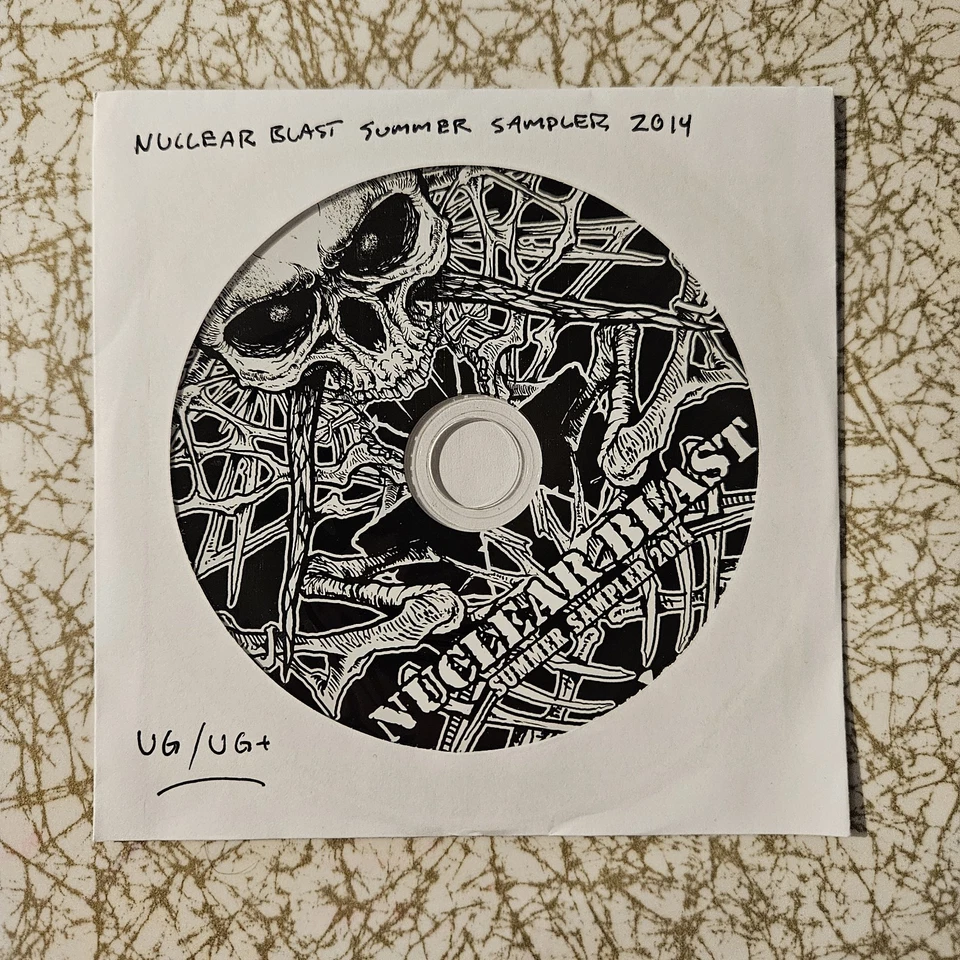 NUCLEAR BLAST SUMMER SAMPLER 2014
NUCLEAR BLAST
SUMMER SAMPLER 2014
UG/UG+